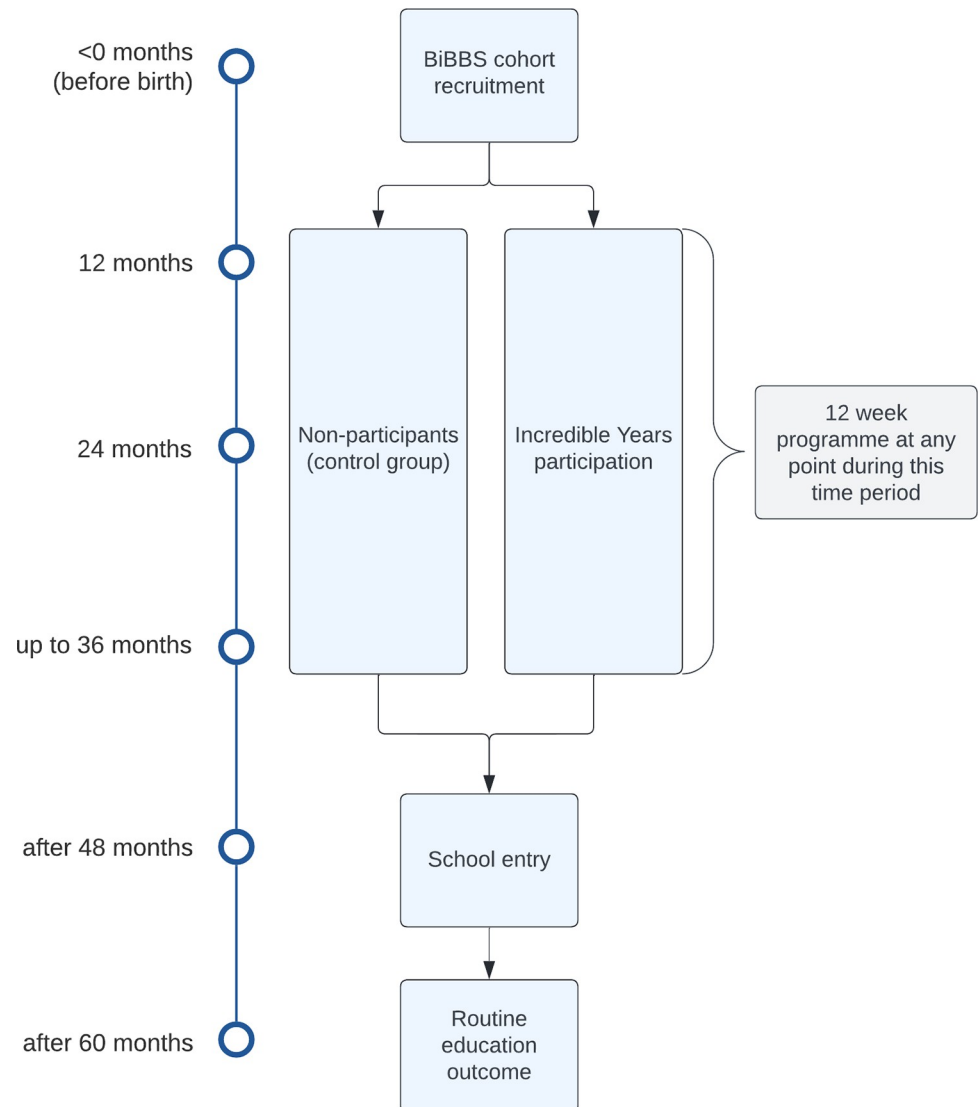 <0 months
(before birth)
BiBBS cohort
recruitment
12 months
24 months
Non-participants
(control group)
Incredible Years
participation
12 week
programme at any
point during this
time period
up to 36 months
after 48 months
School entry
after 60 months
Routine
education
outcome